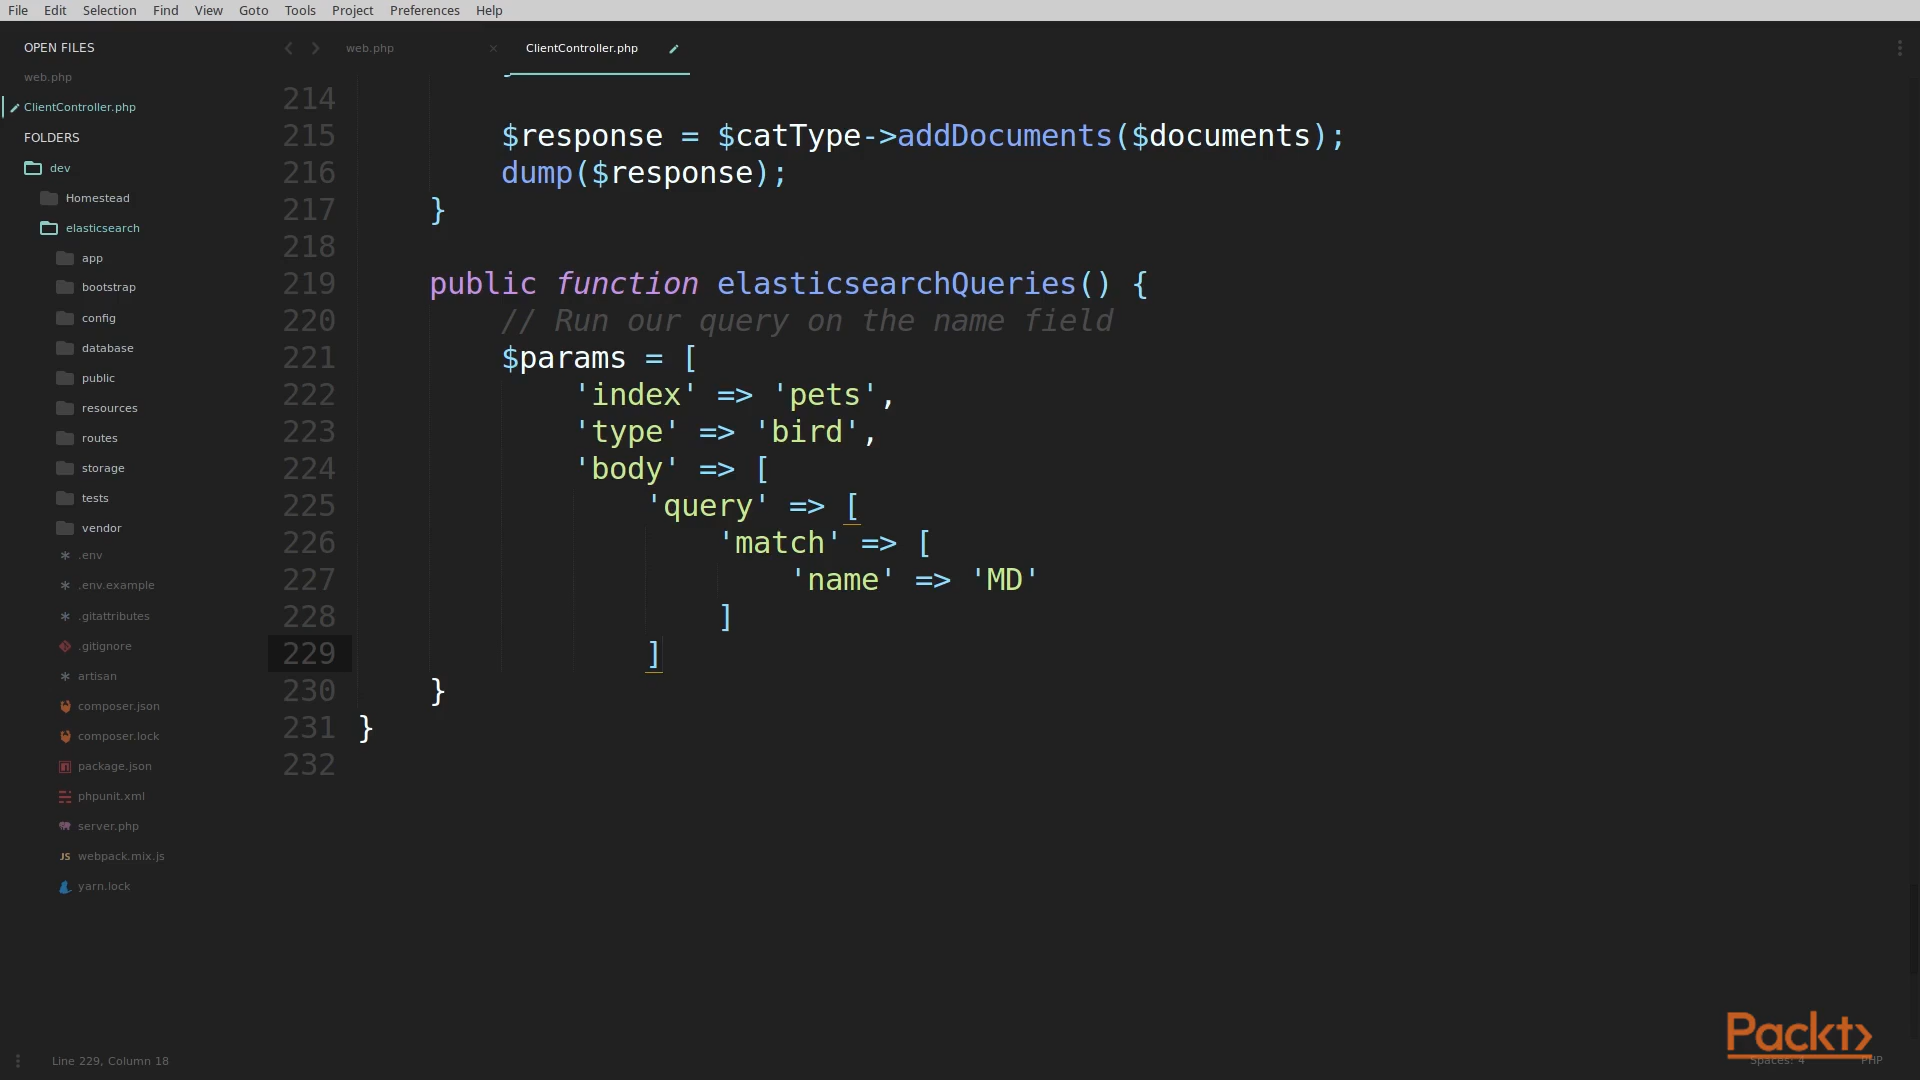 File Edit Selection Find View Goto Tools Project Preferences Help
OPEN FILES
web.php
ClientController.php
FOLDERS
dev
Homestead
elasticsearch
app
bootstrap
config
database
public
resources
routes
storage
tests
vendor
.env
.env.example
.gitattributes
.gitignore
artisan
composer.json
composer.lock
package.json
phpunit.xml
server.php
JS webpack.mix.js
yarn.lock
web.php × ClientController.php
214
215 $response = $catType->addDocuments($documents);
216 dump($response);
217 }
218
219 public function elasticsearchQueries() {
220 // Run our query on the name field
221 $params = [
222 'index' => 'pets',
223 'type' => 'bird',
224 'body' => [
225 'query' => [
226 'match' => [
227 'name' => 'MD'
228 ]
229 ]
230 }
231 }
232
Packt>
Line 229, Column 18
Spaces: 4 PHP